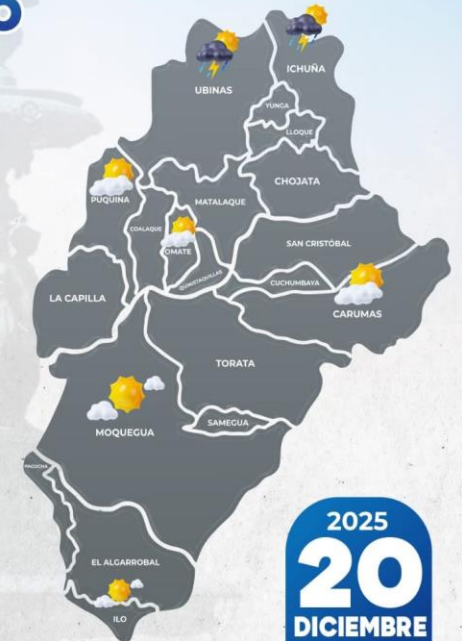 UBINAS
ICHUÑA
YUNGA
LLOQUE
CHOJATA
PUQUINA
MATALAQUE
COALAQUE
OMATE
SAN CRISTÓBAL
QUINISTAQUILLAS
CUCHUMBAYA
LA CAPILLA
CARUMAS
TORATA
SAMEGUA
MOQUEGUA
PACOCHA
EL ALGARROBAL
ILO
2025
20
DICIEMBRE